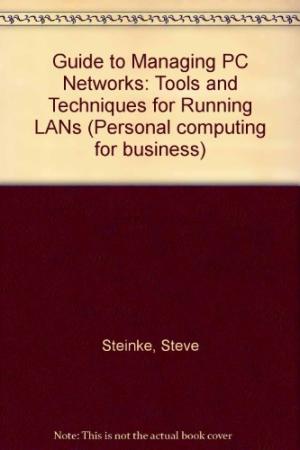 Guide to Managing PC
Networks: Tools and
Techniques for Running
LANs (Personal computing
for business)
Steinke, Steve
Note: This is not the actual book cover